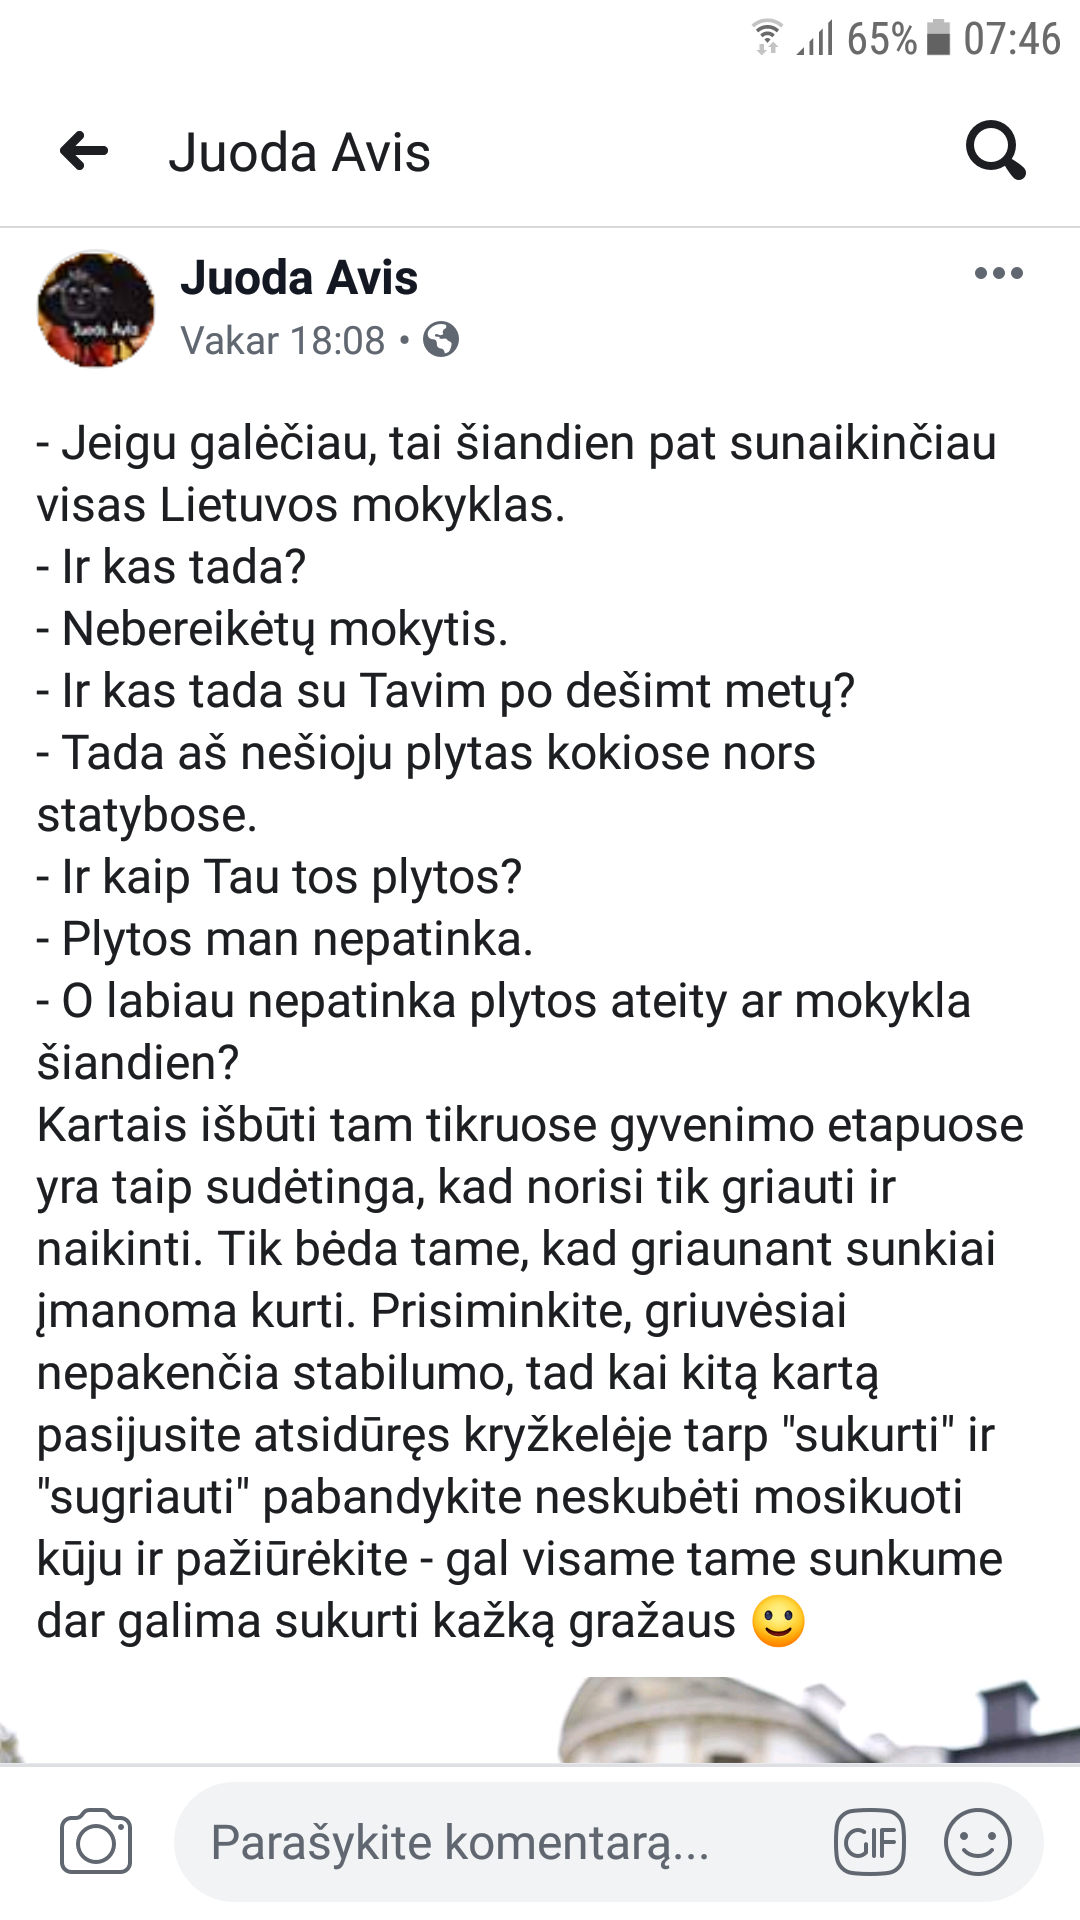 65% 07:46
Juoda Avis
Juoda Avis
Juoda Avis
Vakar 18:08 •
- Jeigu galėčiau, tai šiandien pat sunaikinčiau
visas Lietuvos mokyklas.
- Ir kas tada?
- Nebereikėtų mokytis.
- Ir kas tada su Tavim po dešimt metų?
- Tada aš nešioju plytas kokiose nors
statybose.
- Ir kaip Tau tos plytos?
- Plytos man nepatinka.
- O labiau nepatinka plytos ateity ar mokykla
šiandien?
Kartais išbūti tam tikruose gyvenimo etapuose
yra taip sudėtinga, kad norisi tik griauti ir
naikinti. Tik bėda tame, kad griaunant sunkiai
įmanoma kurti. Prisiminkite, griuvėsiai
nepakenčia stabilumo, tad kai kitą kartą
pasijusite atsidūręs kryžkelėje tarp "sukurti" ir
"sugriauti" pabandykite neskubėti mosikuoti
kūju ir pažiūrėkite - gal visame tame sunkume
dar galima sukurti kažką gražaus 🙂
Parašykite komentarą...
GIF